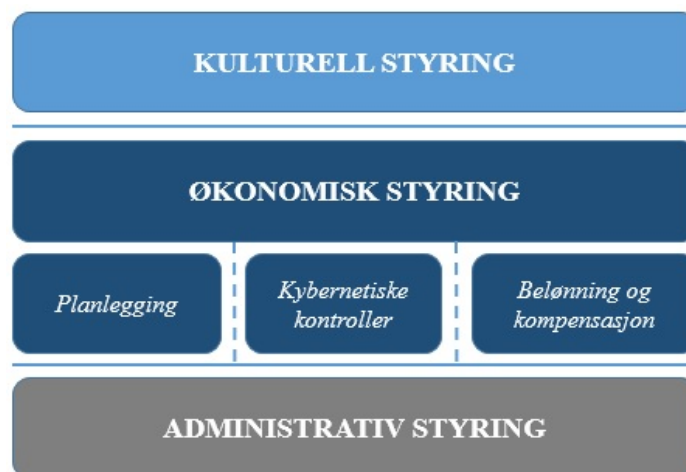 KULTURELL STYRING
ØKONOMISK STYRING
Planlegging
Kybernetiske
kontroller
Belønning og
kompensasjon
ADMINISTRATIV STYRING